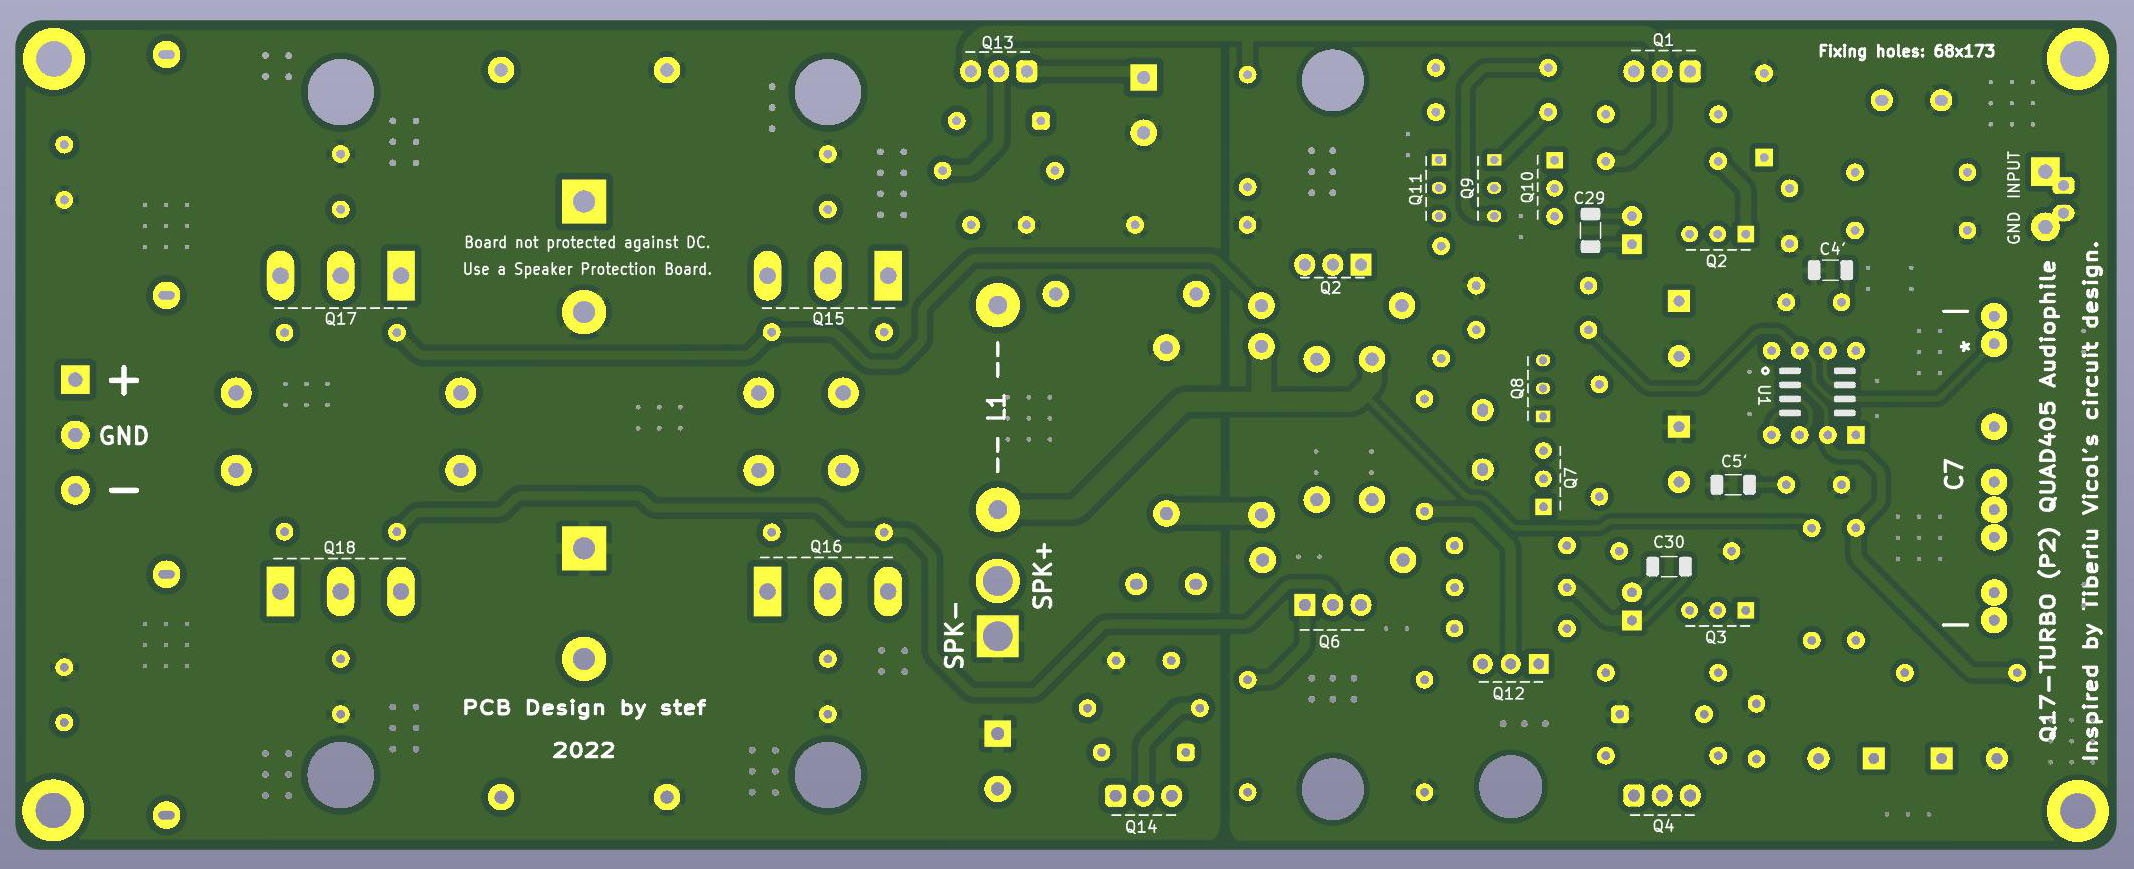 Q13
Q1
Fixing holes: 68x173
Q11
Q9
Q10
C29
GND INPUT
Board not protected against DC.
Use a Speaker Protection Board.
Q2
C4'
Q2
Q17
Q15
*
+
GND
−
L1
Q8
U1
Q7
C5'
C7
Q18
Q16
C30
SPK+
SPK-
Q6
Q3
Q12
PCB Design by stef
2022
Q14
Q4
Q17-TURBO (P2) QUAD405 Audiophile
Inspired by Tiberiu Vicol's circuit design.